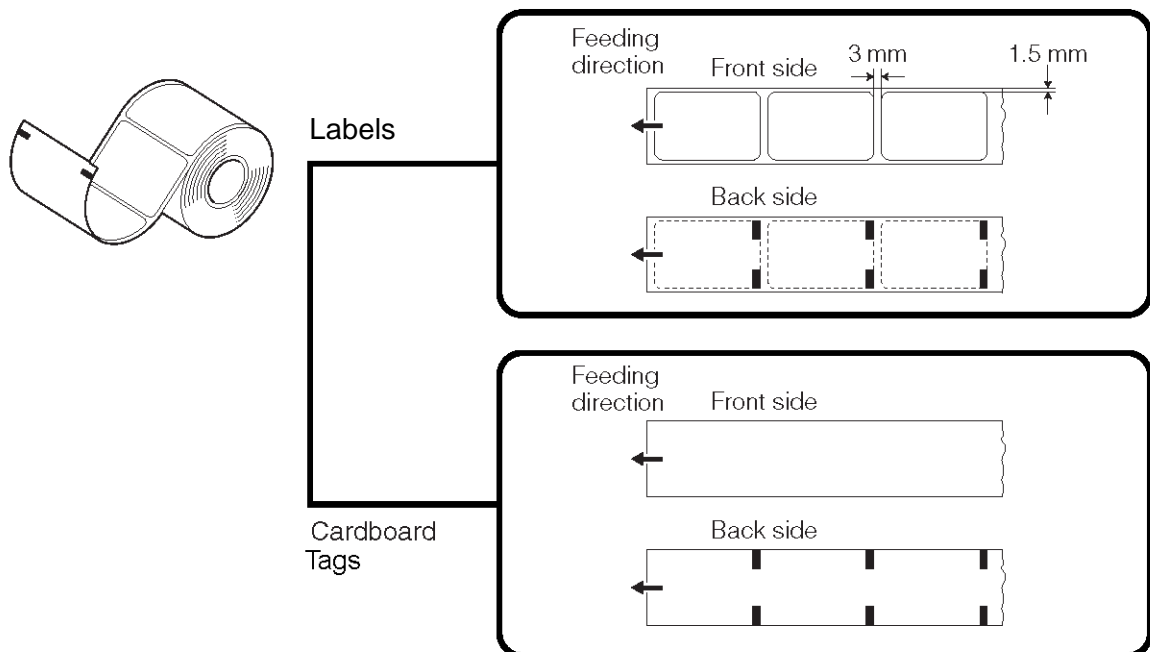 Labels
Feeding
direction
Front side
3 mm
1.5 mm
Back side
Cardboard
Tags
Feeding
direction
Front side
Back side